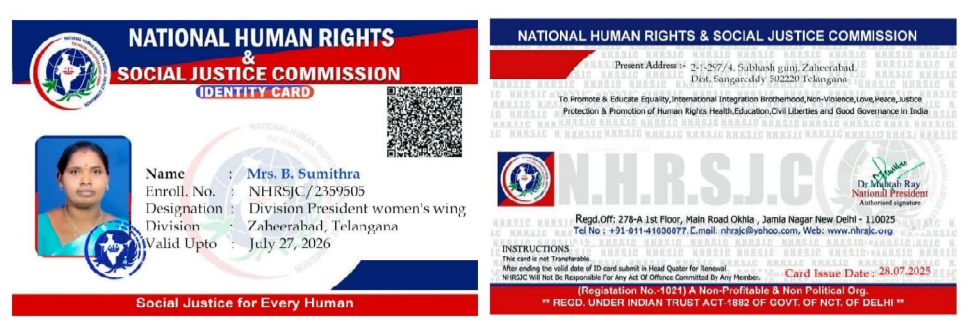 NATIONAL HUMAN RIGHTS
&
SOCIAL JUSTICE COMMISSION
IDENTITY CARD
Name : Mrs. B. Sumithra
Enroll. No. : NHRSJC/2359505
Designation : Division President women's wing
Division : Zaheerabad, Telangana
Valid Upto : July 27, 2026
Social Justice for Every Human
NATIONAL HUMAN RIGHTS & SOCIAL JUSTICE COMMISSION
Present Address :- 2-1-297/4, Subhash gunj, Zaheerabad,
Dist. Sangareddy 502220 Telangana
To Promote & Educate Equality,International Integration Brotherhood,Non-Violence,Love,Peace,Justice
Protection & Promotion of Human Rights Health,Education,Civil Liberties and Good Governance in India
N.H.R.S.J.C
Dr Mahtab Ray
National President
Authorised signature
Regd.Off: 278-A 1st Floor, Main Road Okhla , Jamia Nagar New Delhi - 110025
Tel No : +91-011-41606077 E.mail: nhrsjc@yahoo.com, Web: www.nhrsjc.org
INSTRUCTIONS
This card is not Transferable
After ending the valid date of ID card submit in Head Quater for Renewal
NHRSJC Will Not Be Responsible For Any Act Of Offence Committed By Any Member.
Card Issue Date : 28.07.2025
(Registation No.-1021) A Non-Profitable & Non Political Org.
** REGD. UNDER INDIAN TRUST ACT-1882 OF GOVT. OF NCT. OF DELHI **